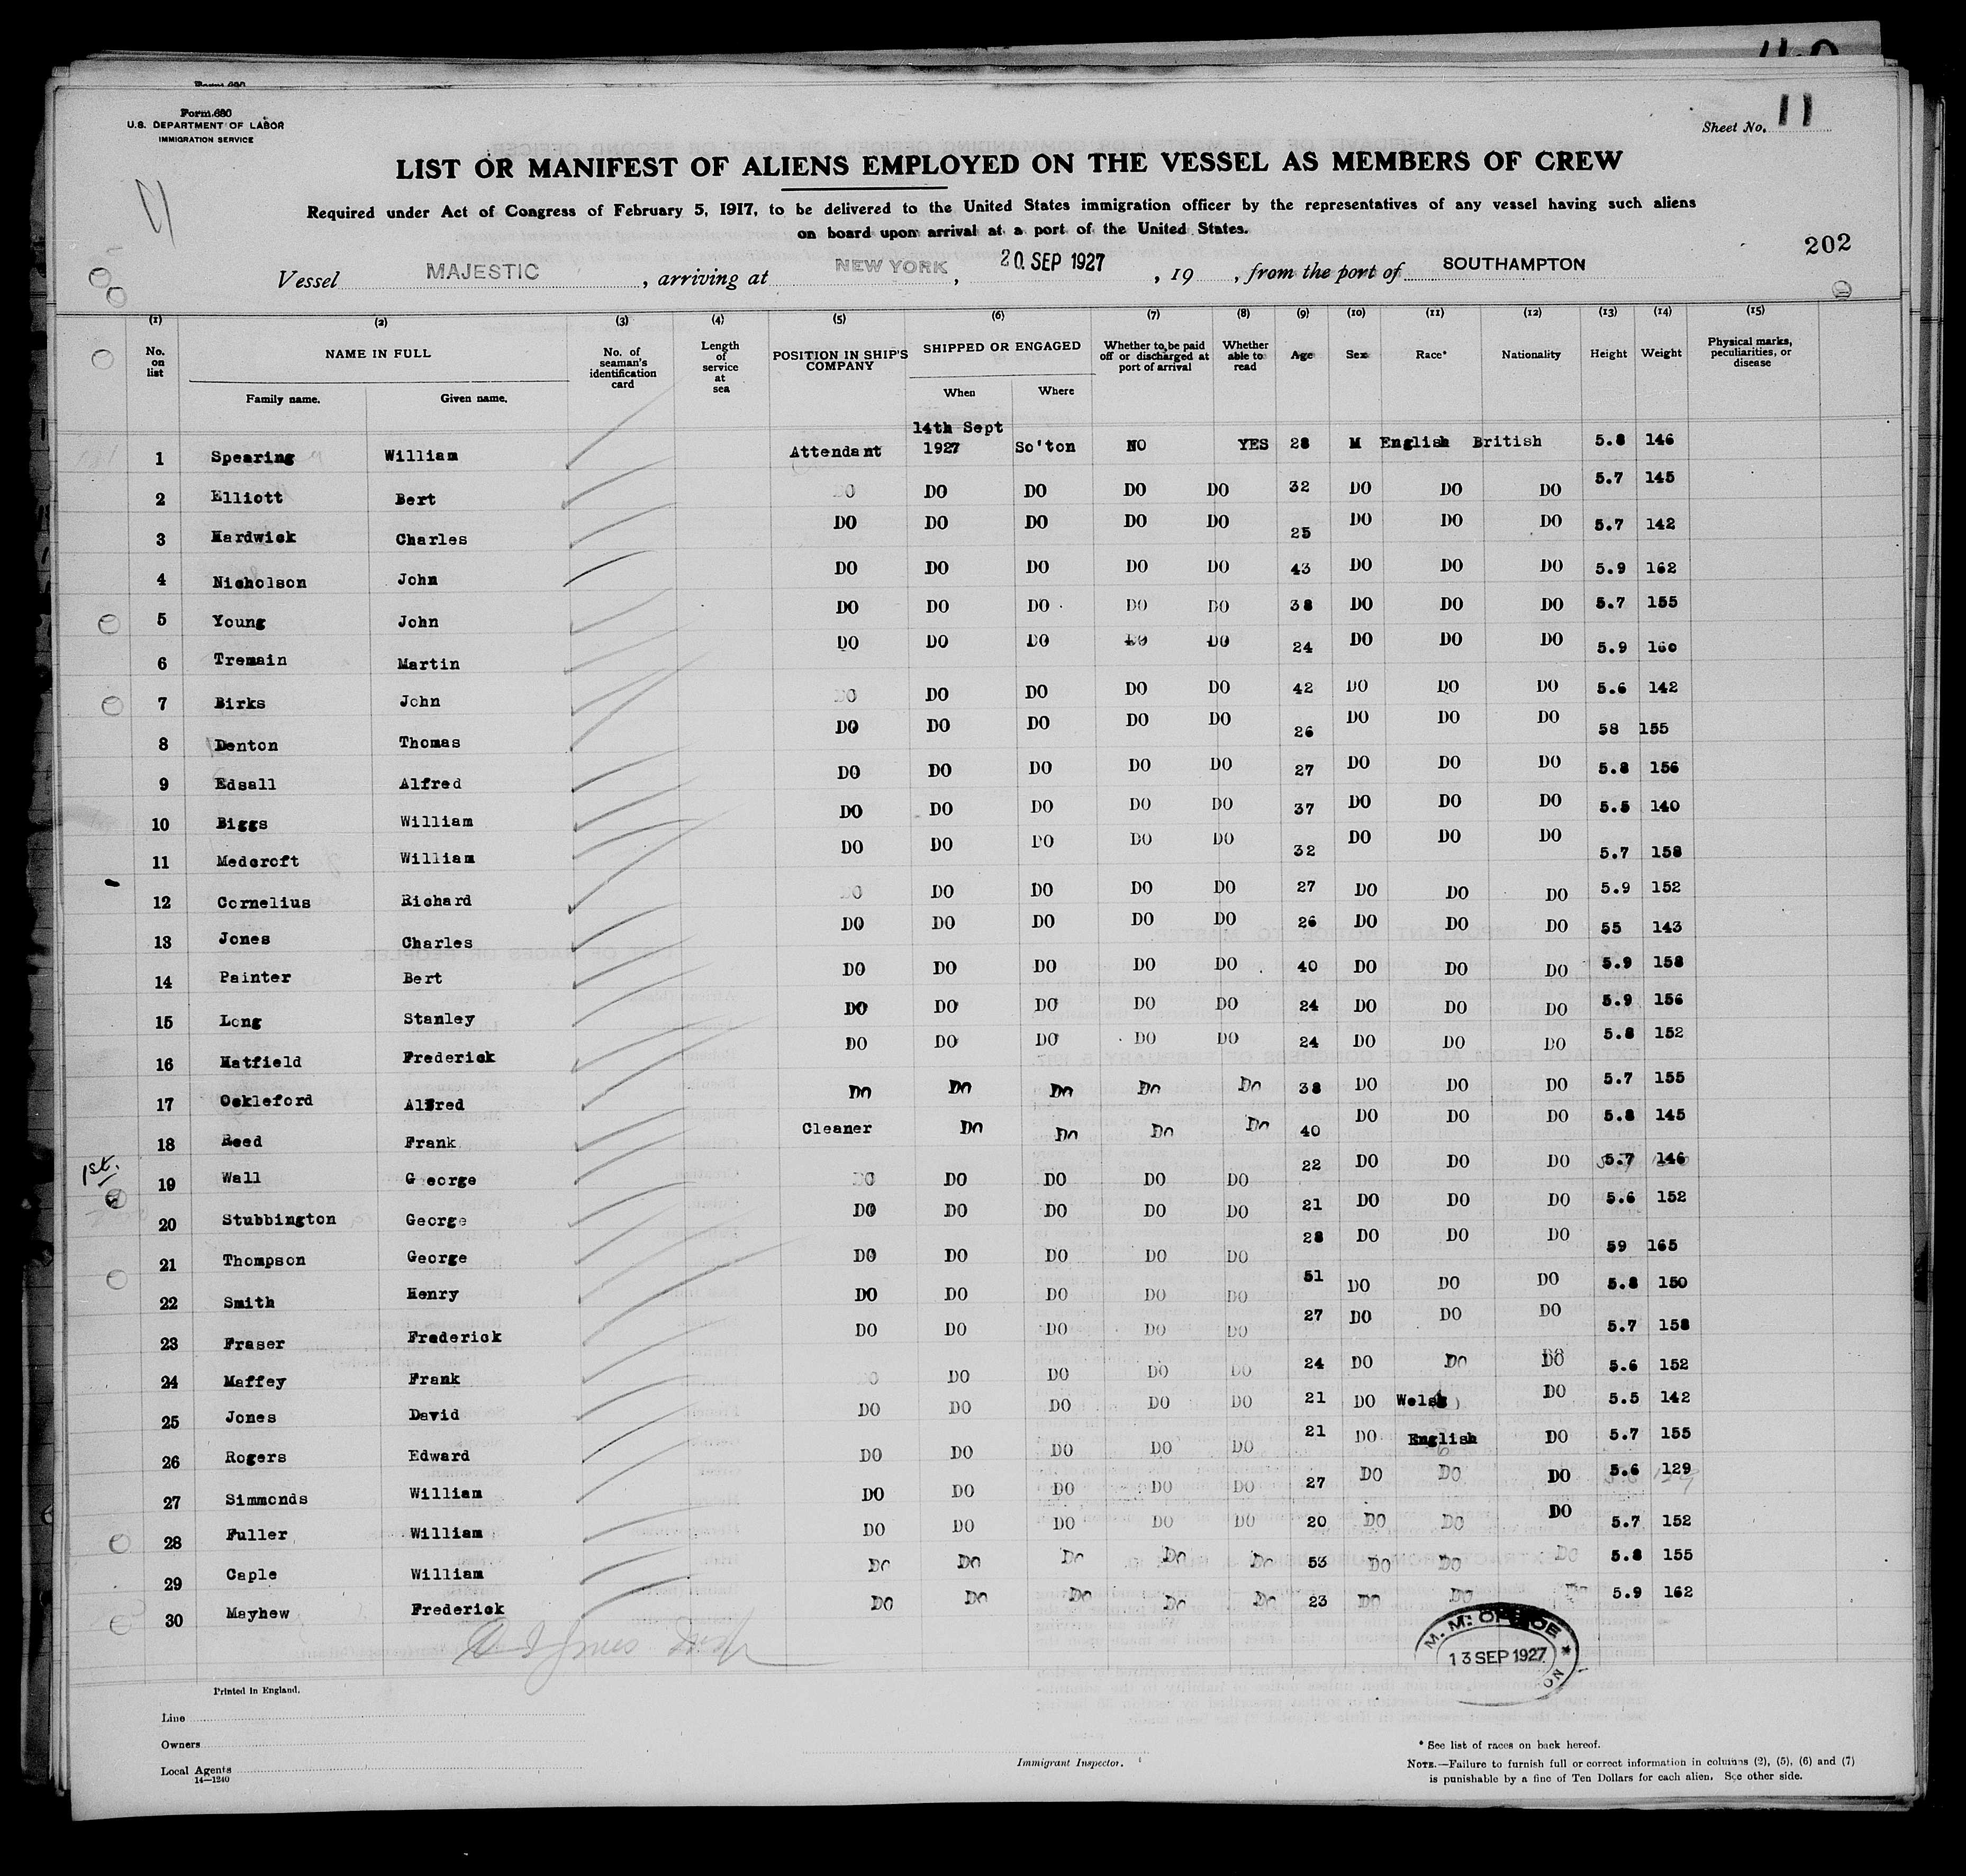 Form 680
U.S. DEPARTMENT OF LABOR
IMMIGRATION SERVICE
Sheet No. 11
LIST OR MANIFEST OF ALIENS EMPLOYED ON THE VESSEL AS MEMBERS OF CREW
Required under Act of Congress of February 5, 1917, to be delivered to the United States immigration officer by the representatives of any vessel having such aliens
on board upon arrival at a port of the United States.
202
Vessel MAJESTIC, arriving at NEW YORK, 20 SEP 1927, 19 , from the port of SOUTHAMPTON
(1) (2) (3) (4) (5) (6) (7) (8) (9) (10) (11) (12) (13) (14) (15)
No. on list NAME IN FULL Family name. Given name. No. of seaman's identification card Length of service at sea POSITION IN SHIP'S COMPANY SHIPPED OR ENGAGED When Where Whether to be paid off or discharged at port of arrival Whether able to read Age Sex Race* Nationality Height Weight Physical marks, peculiarities, or disease
1 Spearing William Attendant 14th Sept 1927 So'ton NO YES 28 M English British 5.8 146
2 Elliott Bert DO DO DO DO DO 32 DO DO DO 5.7 145
3 Hardwick Charles DO DO DO DO DO 25 DO DO DO 5.7 142
4 Nicholson John DO DO DO DO DO 43 DO DO DO 5.9 162
5 Young John DO DO DO DO DO 38 DO DO DO 5.7 155
6 Tremain Martin DO DO DO DO DO 24 DO DO DO 5.9 160
7 Birks John DO DO DO DO DO 42 DO DO DO 5.6 142
8 Denton Thomas DO DO DO DO DO 26 DO DO DO 58 155
9 Edsall Alfred DO DO DO DO DO 27 DO DO DO 5.8 156
10 Biggs William DO DO DO DO DO 37 DO DO DO 5.5 140
11 Medcroft William DO DO DO DO DO 32 DO DO DO 5.7 158
12 Cornelius Richard DO DO DO DO DO 27 DO DO DO 5.9 152
13 Jones Charles DO DO DO DO DO 26 DO DO DO 55 143
14 Painter Bert DO DO DO DO DO 40 DO DO DO 5.9 158
15 Long Stanley DO DO DO DO DO 24 DO DO DO 5.9 156
16 Hatfield Frederick DO DO DO DO DO 24 DO DO DO 5.8 152
17 Ockleford Alfred Do Do Do Do Do 38 DO DO DO 5.7 155
18 Reed Frank Cleaner Do Do Do Do 40 DO DO DO 5.8 145
1st.
19 Wall G eorge DO DO DO DO DO 22 DO DO DO 5.7 146
20 Stubbington George DO DO DO DO DO 21 DO DO DO 5.6 152
21 Thompson George DO DO DO DO DO 28 DO DO DO 59 165
22 Smith Henry DO DO DO DO DO 51 DO DO DO 5.8 150
23 Fraser Frederick DO DO DO DO DO 27 DO DO DO 5.7 158
24 Maffey Frank DO DO DO DO 24 DO Do DO 5.6 152
25 Jones David DO DO DO DO DO 21 DO Welsh DO 5.5 142
26 Rogers Edward DO DO DO DO DO 21 DO English DO 5.7 155
27 Simmonds William DO DO DO DO DO 27 DO DO DO 5.6 129
28 Fuller William DO DO DO DO DO 20 DO DO DO 5.7 152
29 Caple William Do Do Do Do Do 53 DO DO DO 5.8 155
30 Mayhew Frederick DO Do Do Do Do 23 DO DO Do 5.9 162
M. M. OFFICE
13 SEP 1927
Printed in England.
Line
Owners
Local Agents
14—1240
Immigrant Inspector.
* See list of races on back hereof.
NOTE.—Failure to furnish full or correct information in columns (2), (5), (6) and (7)
is punishable by a fine of Ten Dollars for each alien. See other side.